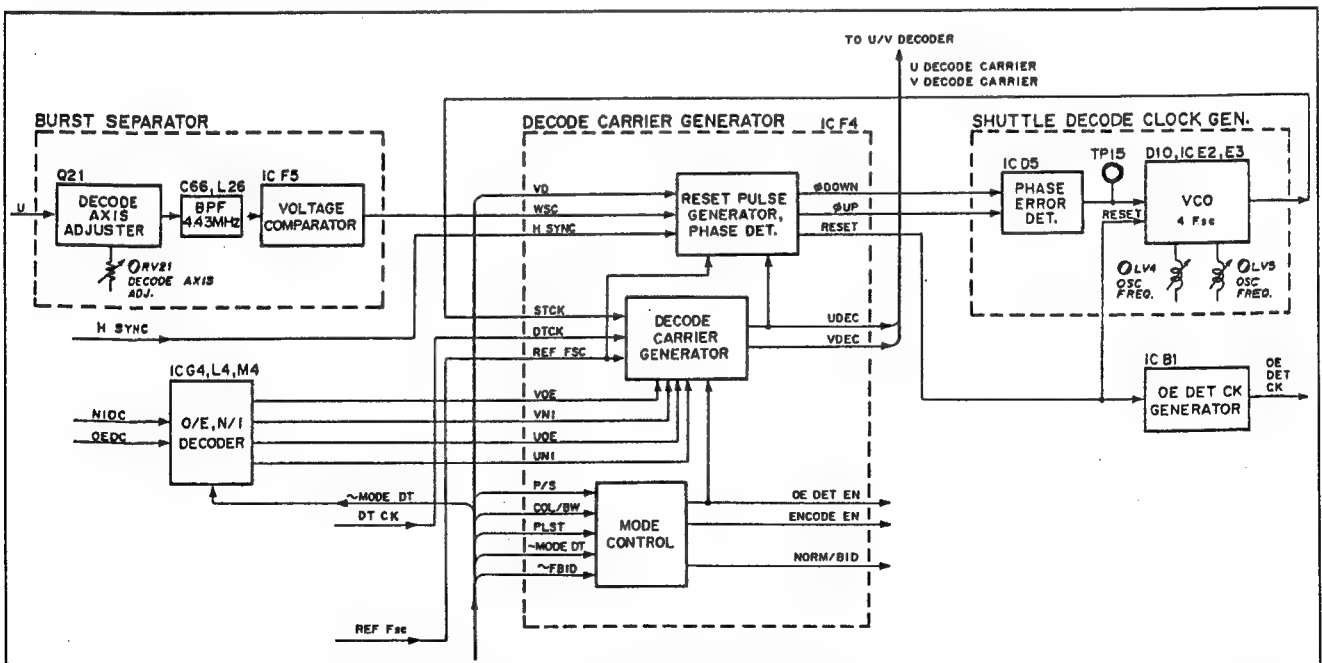 TO U/V DECODER
U DECODE CARRIER
V DECODE CARRIER
BURST SEPARATOR
Q21
DECODE
AXIS
ADJUSTER
C66, L26
BPF
4.43MHz
IC F5
VOLTAGE
COMPARATOR
U
RV21
DECODE AXIS
ADJ.
H SYNC
IC G4, L4, M4
O/E, N/I
DECODER
NIDC
OEDC
~MODE DT
DT CK
REF Fsc
DECODE CARRIER GENERATOR
IC F4
VD
WSC
H SYNC
RESET PULSE
GENERATOR,
PHASE DET.
ØDOWN
ØUP
RESET
STCK
DTCK
REF FSC
DECODE
CARRIER
GENERATOR
UDEC
VDEC
VOE
VNI
UOE
UNI
P/S
COL/BW
PLST
~MODE DT
~FBID
MODE
CONTROL
OE DET EN
ENCODE EN
NORM/BID
SHUTTLE DECODE CLOCK GEN.
IC D5
PHASE
ERROR
DET.
TP15
RESET
D10, IC E2, E3
VCO
4 Fsc
LV4
OSC
FREQ.
LV5
OSC
FREQ.
IC B1
OE DET CK
GENERATOR
OE
DET
CK